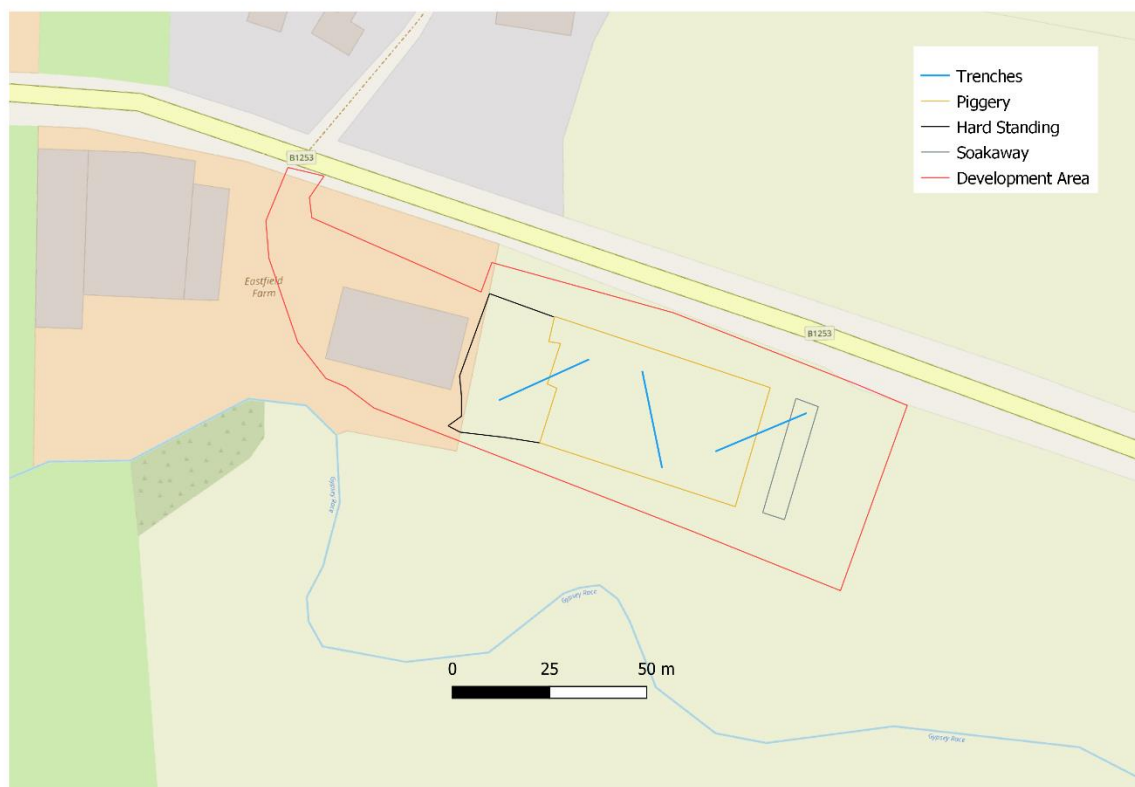 Trenches
Piggery
Hard Standing
Soakaway
Development Area
B1253
Eastfield
Farm
B1253
Gypsey Race
Gypsey Race
0 25 50 m
Gypsey Race